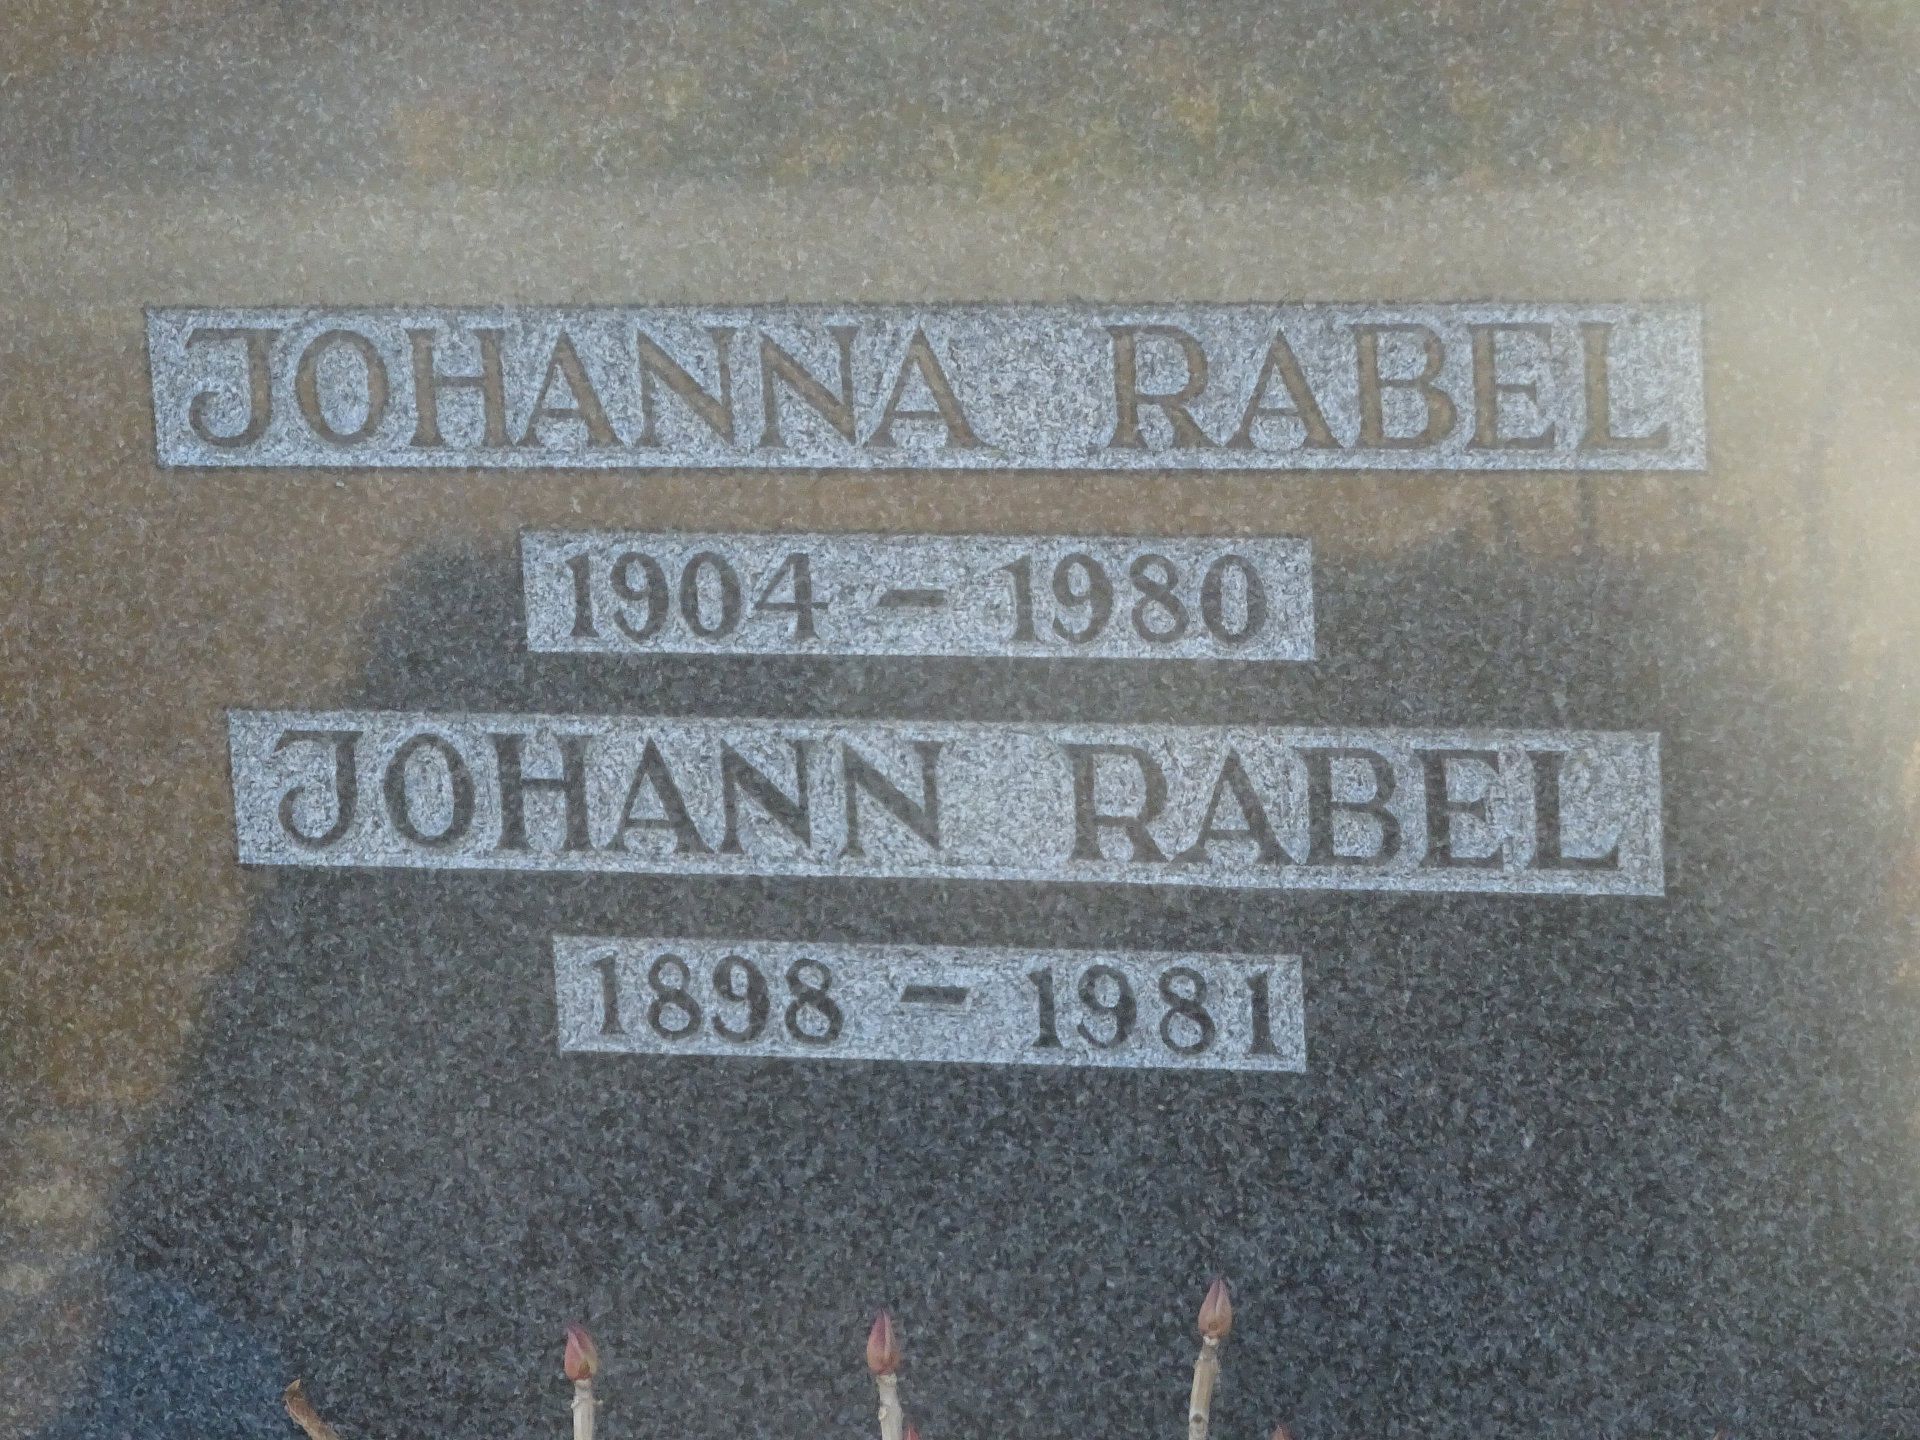 JOHANNA RABEL
1904 - 1980
JOHANN RABEL
1898 - 1981